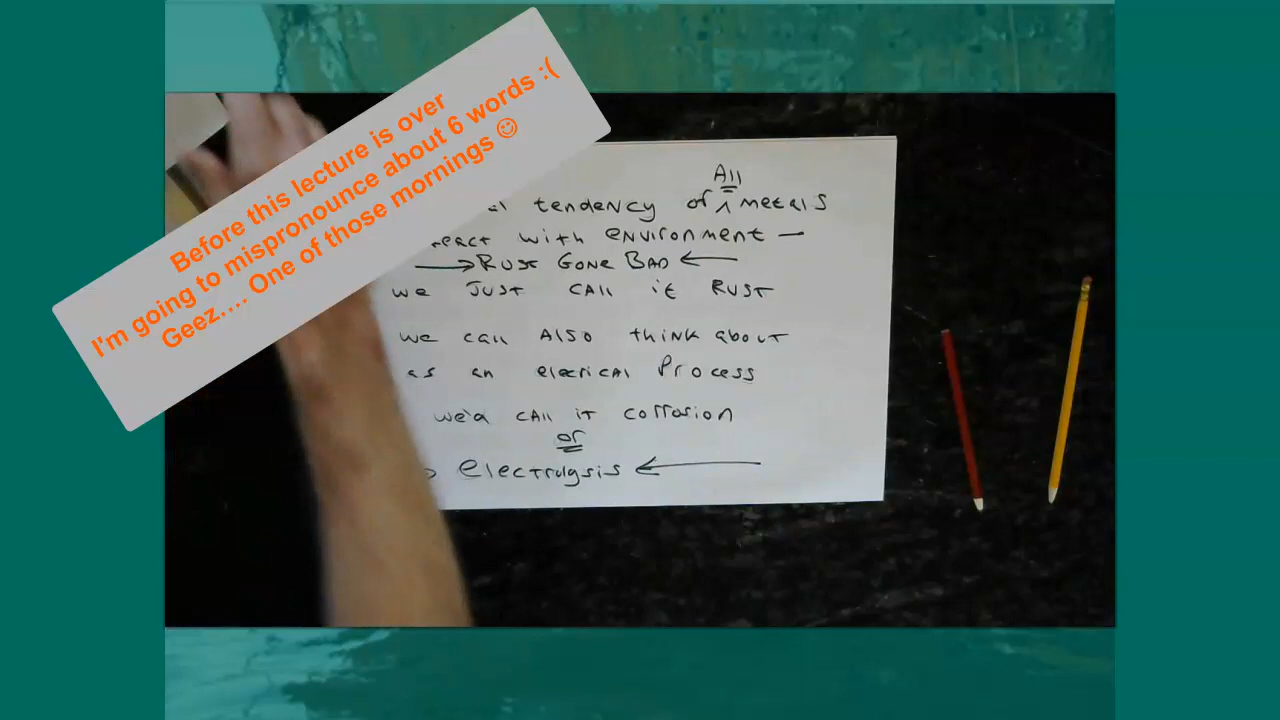 Before this lecture is over
I'm going to mispronounce about 6 words :(
Geez.... One of those mornings ☺
All
tendency of ^ metals
react with environment —
→ Rust Gone Bad ←
we Just call it Rust
we can Also think about
as an elecrical Process
we'd call it corrosion
or
electrolysis ←